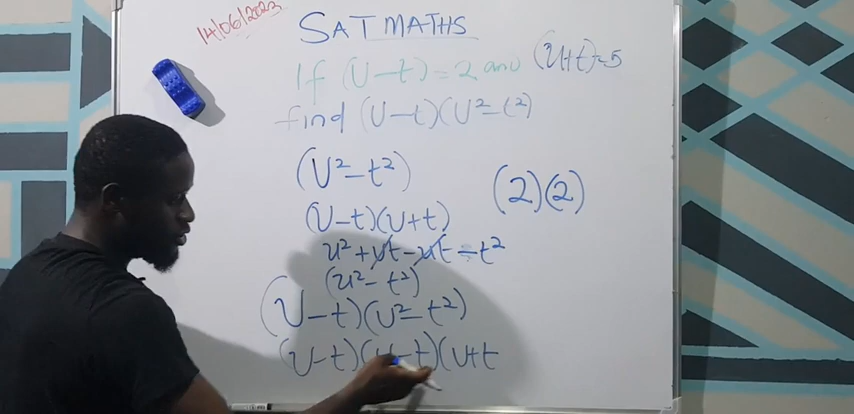 14/06/2023
SAT MATHS
If (U-t)=2 and (U+t)=5
find (U-t)(U²-t²)
(U²-t²)
(2)(2)
(U-t)(U+t)
u²+ut-ut-t²
(u²-t²)
(U-t)(U²-t²)
(U-t)(U-t)(U+t